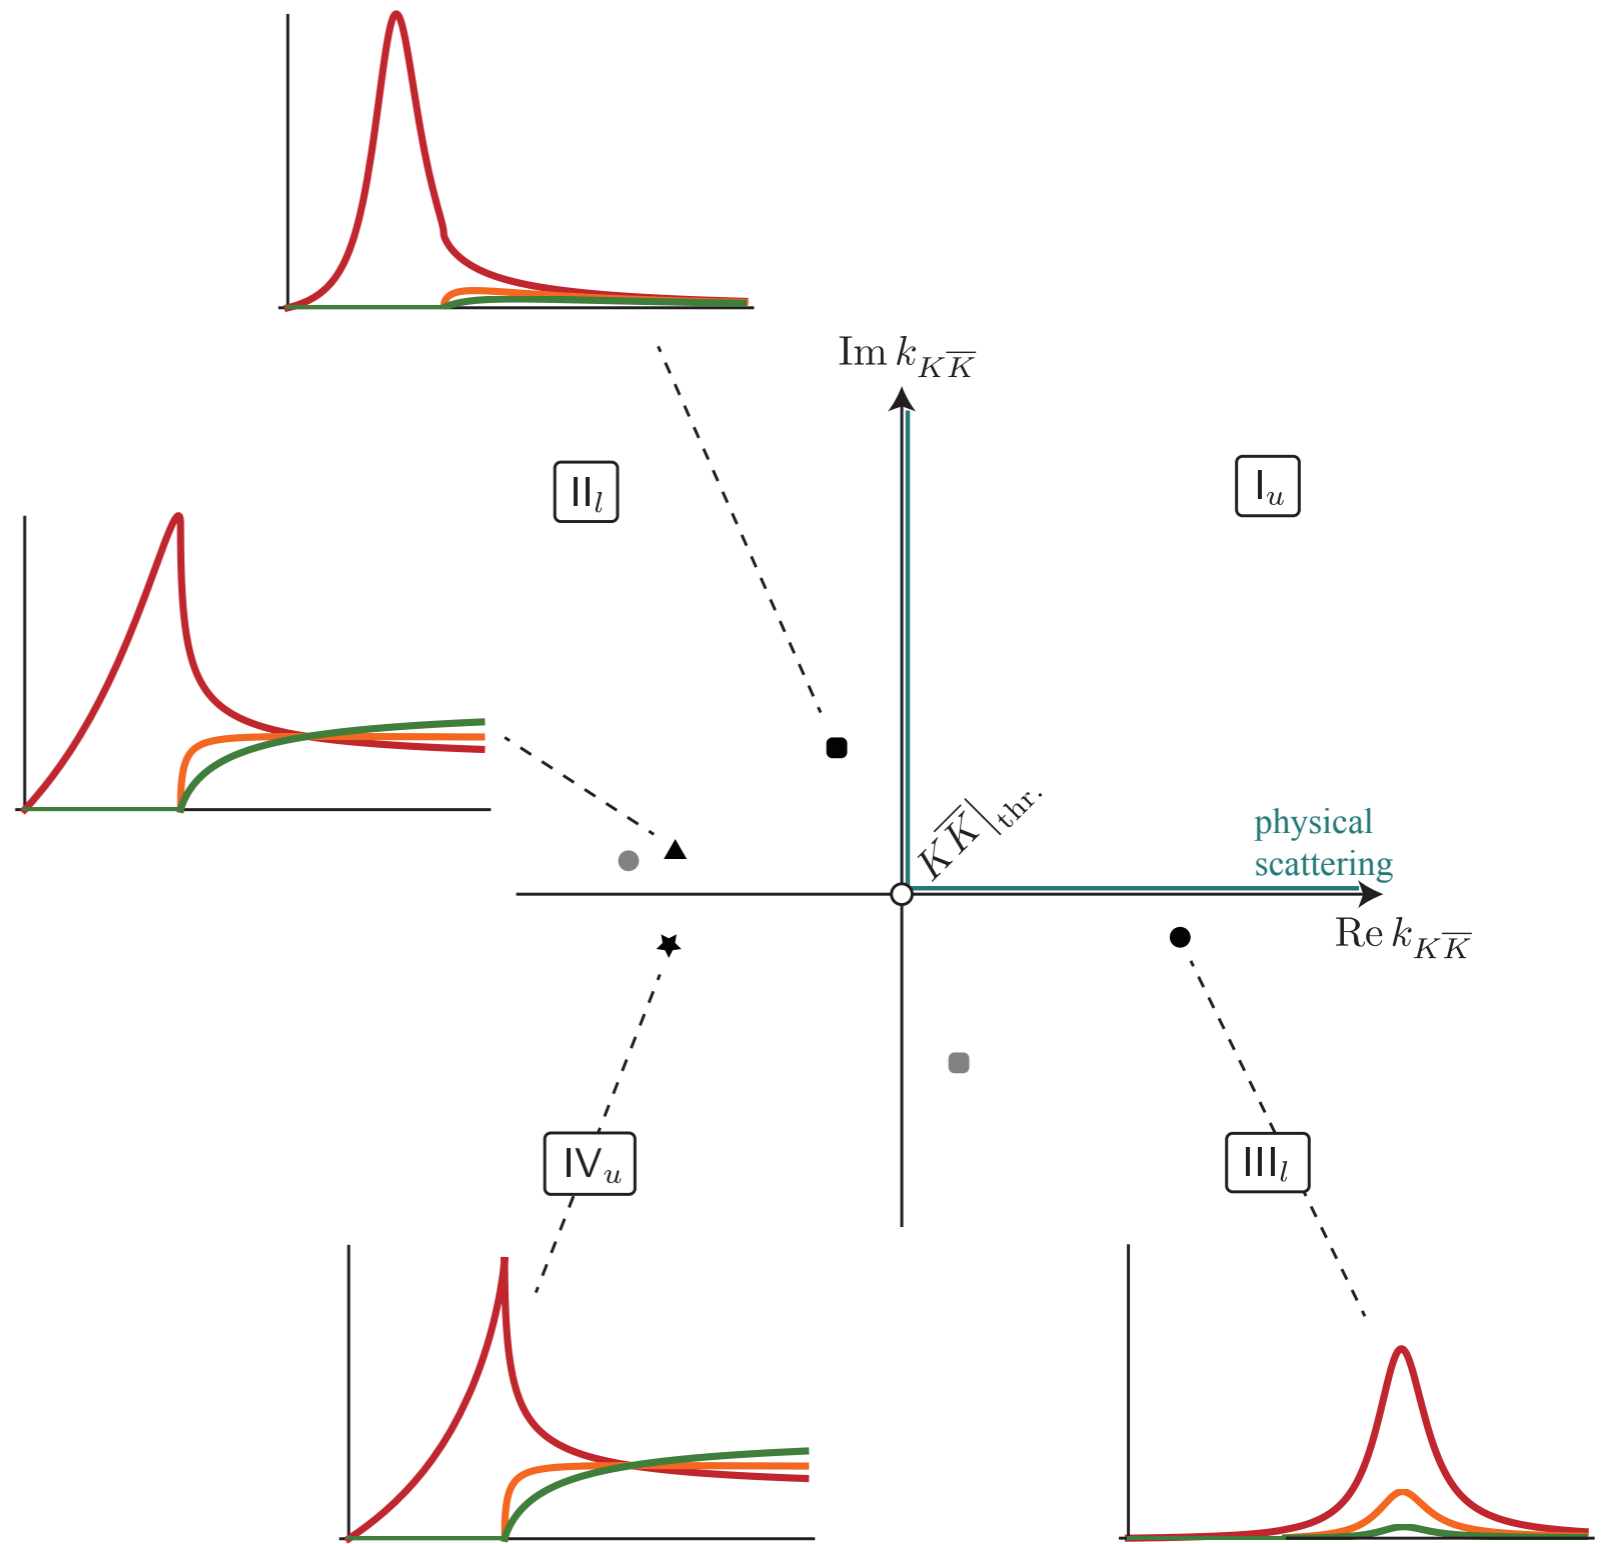 Im k_{K\overline{K}}
II_l
I_u
K\overline{K}|_{thr.}
physical
scattering
Re k_{K\overline{K}}
IV_u
III_l